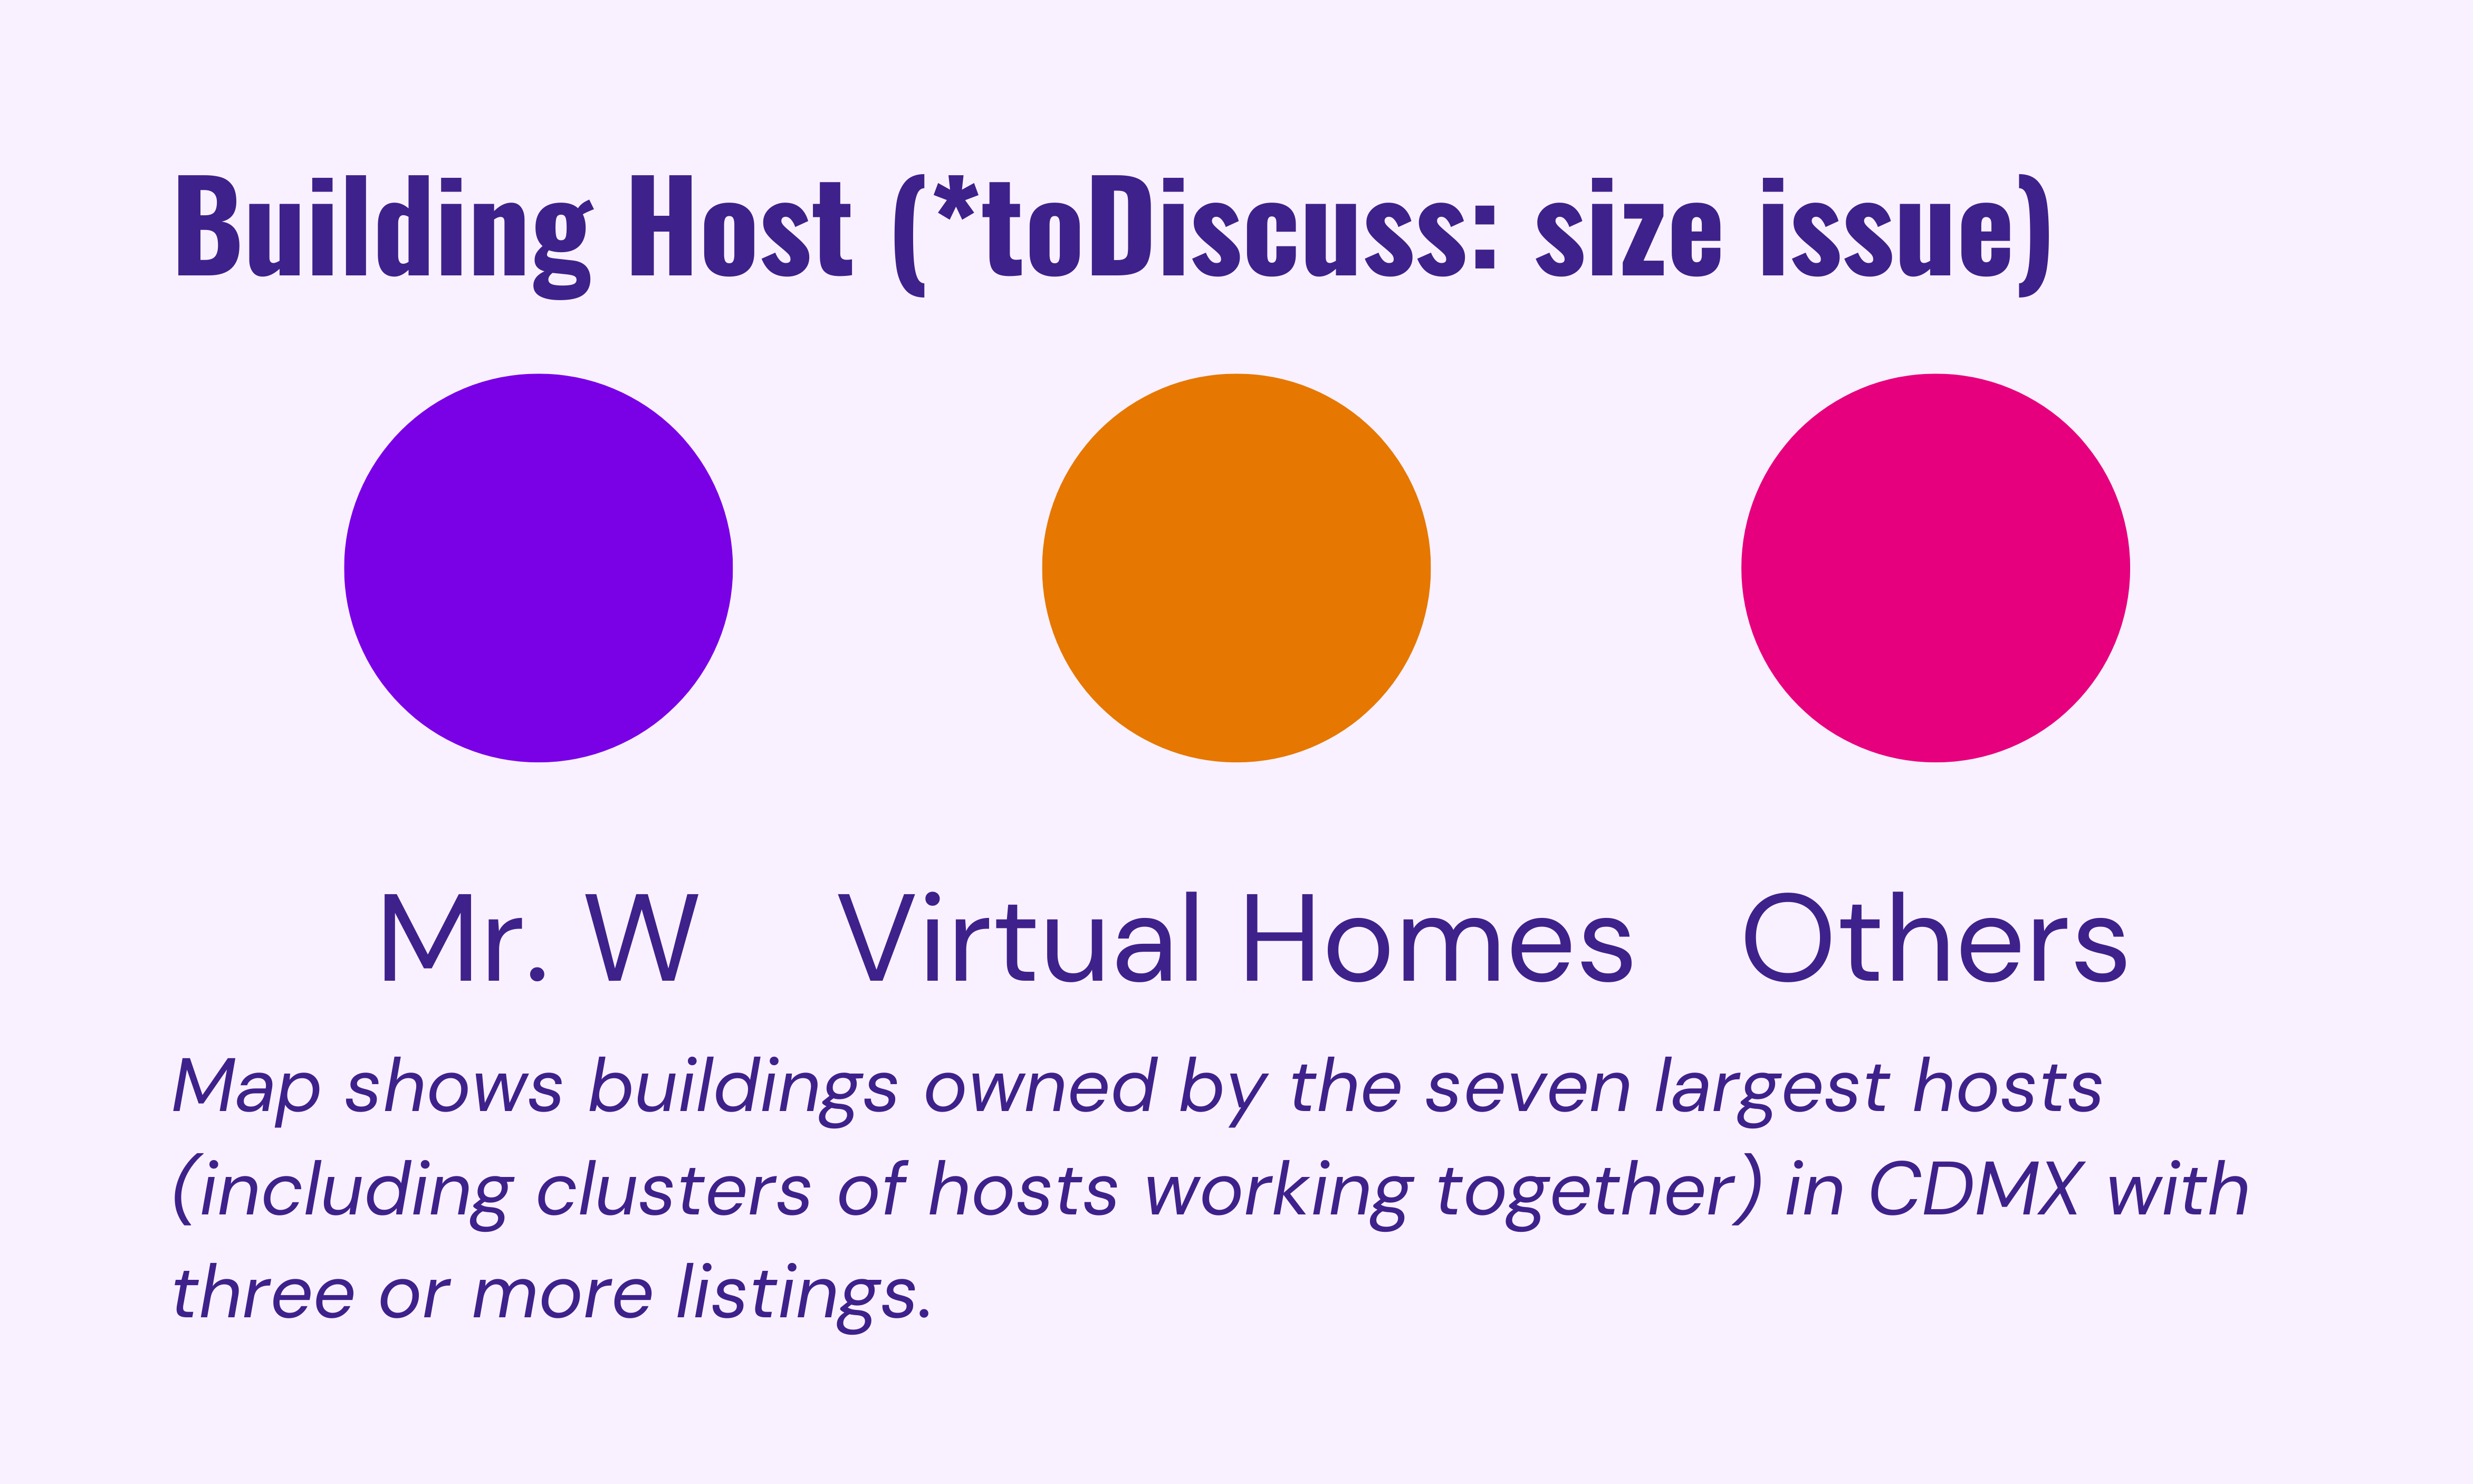 Building Host (*toDiscuss: size issue)
Mr. W Virtual Homes Others
Map shows buildings owned by the seven largest hosts
(including clusters of hosts working together) in CDMX with
three or more listings.